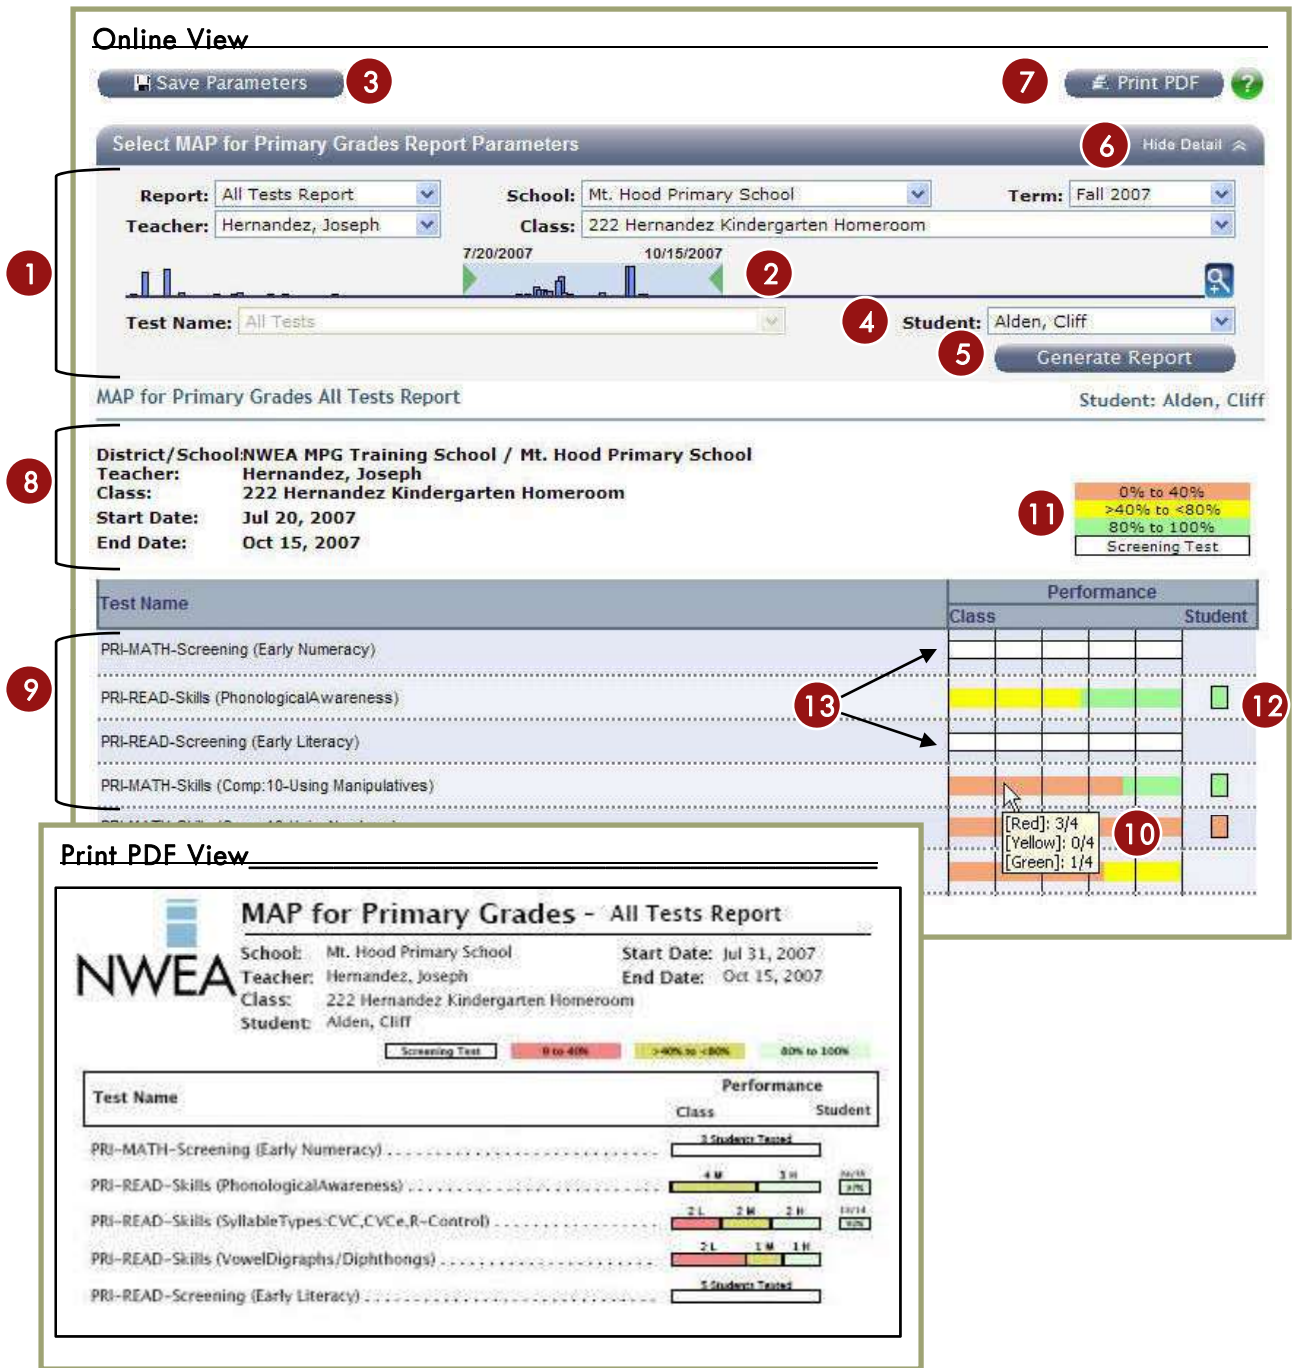 Online View
Save Parameters 3 7 Print PDF ?
Select MAP for Primary Grades Report Parameters 6 Hide Detail
Report: All Tests Report School: Mt. Hood Primary School Term: Fall 2007
Teacher: Hernandez, Joseph Class: 222 Hernandez Kindergarten Homeroom
7/20/2007 10/15/2007
1 2
Test Name: All Tests 4 Student: Alden, Cliff
5 Generate Report
MAP for Primary Grades All Tests Report Student: Alden, Cliff
District/School:NWEA MPG Training School / Mt. Hood Primary School
8 Teacher: Hernandez, Joseph
Class: 222 Hernandez Kindergarten Homeroom
Start Date: Jul 20, 2007
End Date: Oct 15, 2007
11 0% to 40%
>40% to <80%
80% to 100%
Screening Test
Test Name Performance
Class Student
PRI-MATH-Screening (Early Numeracy)
9 PRI-READ-Skills (PhonologicalAwareness) 13 12
PRI-READ-Screening (Early Literacy)
PRI-MATH-Skills (Comp:10-Using Manipulatives)
[Red]: 3/4
[Yellow]: 0/4
[Green]: 1/4
10
Print PDF View
NWEA
MAP for Primary Grades - All Tests Report
School: Mt. Hood Primary School Start Date: Jul 31, 2007
Teacher: Hernandez, Joseph End Date: Oct 15, 2007
Class: 222 Hernandez Kindergarten Homeroom
Student: Alden, Cliff
Screening Test 0 to 40% >40% to <80% 80% to 100%
Test Name Performance
Class Student
3 Students Tested
PRI-MATH-Screening (Early Numeracy)
4 M 3 H
PRI-READ-Skills (PhonologicalAwareness)
2 L 2 M 2 H
PRI-READ-Skills (SyllableTypes:CVC,CVCe,R-Control)
2 L 1 M 1 H
PRI-READ-Skills (VowelDigraphs/Diphthongs)
5 Students Tested
PRI-READ-Screening (Early Literacy)